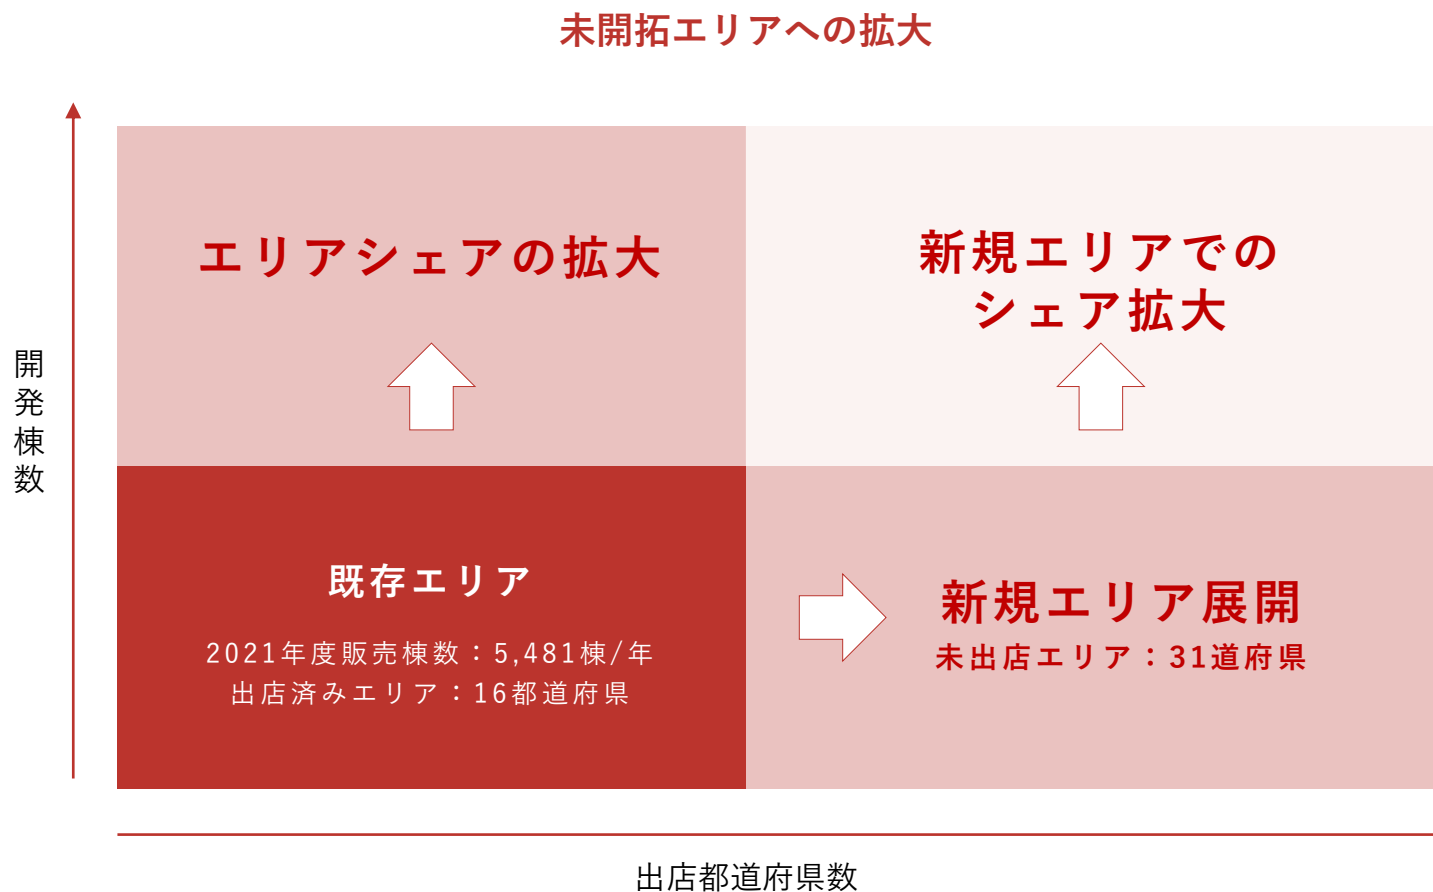 未開拓エリアへの拡大
エリアシェアの拡大
新規エリアでの
シェア拡大
開発棟数
既存エリア
2021年度販売棟数：5,481棟/年
出店済みエリア：16都道府県
新規エリア展開
未出店エリア：31道府県
出店都道府県数